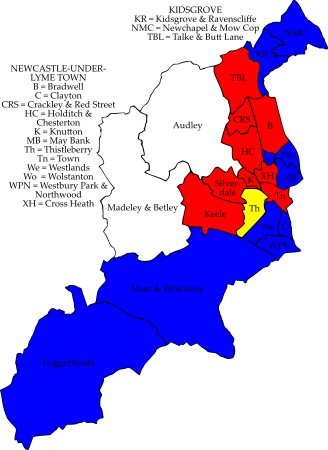 KIDSGROVE
KR = Kidsgrove & Ravenscliffe
NMC = Newchapel & Mow Cop
TBL = Talke & Butt Lane
NEWCASTLE-UNDER-
LYME TOWN
B = Bradwell
C = Clayton
CRS = Crackley & Red Street
HC = Holditch &
Chesterton
K = Knutton
MB = May Bank
Th = Thistleberry
Tn = Town
We = Westlands
Wo = Wolstanton
WPN = Westbury Park &
Northwood
XH = Cross Heath
NMC
KR
TBL
CRS
B
Audley
HC
Wo
MB
K
XH
Silver-
dale
Tn
Madeley & Betley
Keele
Th
We
C
WPN
Maer & Whitmore
Loggerheads